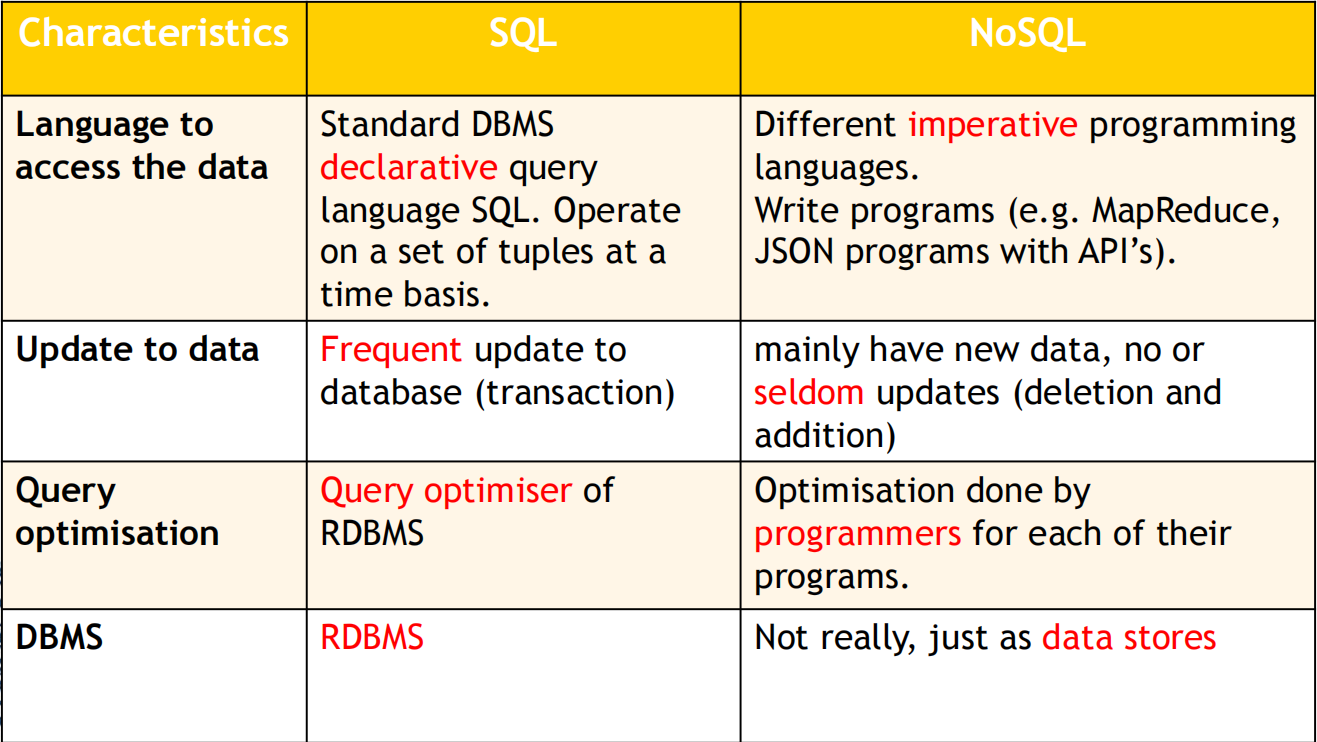 Characteristics
SQL
NoSQL
Language to
access the data
Standard DBMS
declarative query
language SQL. Operate
on a set of tuples at a
time basis.
Different imperative programming
languages.
Write programs (e.g. MapReduce,
JSON programs with API’s).
Update to data
Frequent update to
database (transaction)
mainly have new data, no or
seldom updates (deletion and
addition)
Query
optimisation
Query optimiser of
RDBMS
Optimisation done by
programmers for each of their
programs.
DBMS
RDBMS
Not really, just as data stores